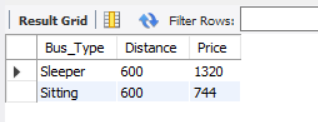 Result Grid Filter Rows:
Bus_Type Distance Price
Sleeper 600 1320
Sitting 600 744